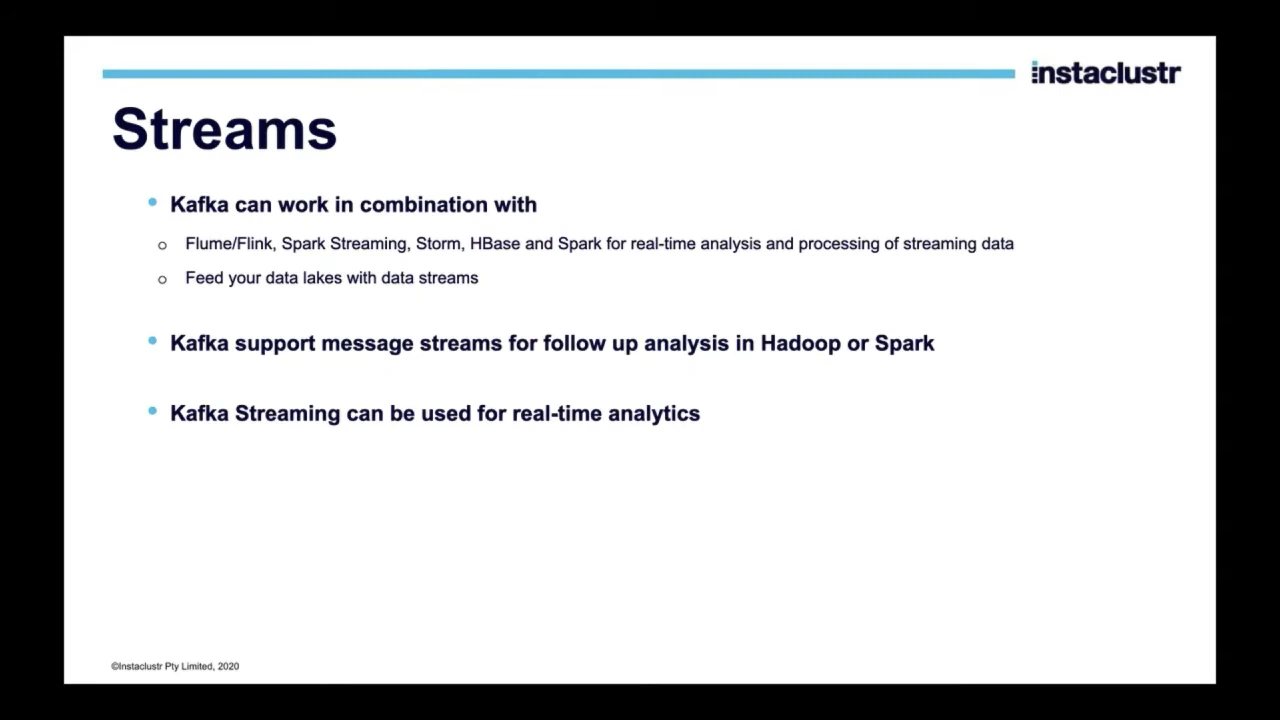 instaclustr
Streams
• Kafka can work in combination with
o Flume/Flink, Spark Streaming, Storm, HBase and Spark for real-time analysis and processing of streaming data
o Feed your data lakes with data streams
• Kafka support message streams for follow up analysis in Hadoop or Spark
• Kafka Streaming can be used for real-time analytics
©Instaclustr Pty Limited, 2020